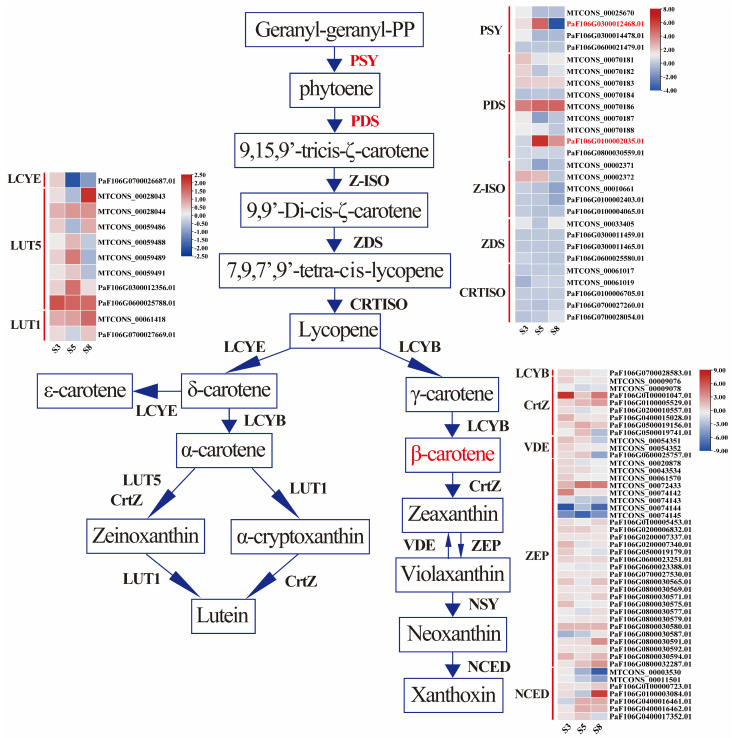 Geranyl-geranyl-PP
PSY
phytoene
PDS
9,15,9’-tricis-ζ-carotene
Z-ISO
9,9’-Di-cis-ζ-carotene
ZDS
7,9,7’,9’-tetra-cis-lycopene
CRTISO
Lycopene
LCYE
LCYB
ε-carotene
LCYE
δ-carotene
γ-carotene
LCYB
LCYB
α-carotene
β-carotene
LUT5
CrtZ
LUT1
CrtZ
Zeinoxanthin
α-cryptoxanthin
Zeaxanthin
VDE
ZEP
LUT1
CrtZ
Violaxanthin
Lutein
NSY
Neoxanthin
NCED
Xanthoxin
LCYE
PaF106G0700026687.01
LUT5
MTCONS_00028043
MTCONS_00028044
MTCONS_00059486
MTCONS_00059488
MTCONS_00059489
MTCONS_00059491
PaF106G0300012356.01
PaF106G0600025788.01
LUT1
MTCONS_00061418
PaF106G0700027669.01
S3
S5
S8
2.50
2.00
1.50
1.00
0.50
0.00
-0.50
-1.00
-1.50
-2.00
-2.50
PSY
MTCONS_00025670
PaF106G0300012468.01
PaF106G0300014478.01
PaF106G0600021479.01
PDS
MTCONS_00070181
MTCONS_00070182
MTCONS_00070183
MTCONS_00070184
MTCONS_00070186
MTCONS_00070187
MTCONS_00070188
PaF106G0100002035.01
PaF106G0800030559.01
Z-ISO
MTCONS_00002371
MTCONS_00002372
MTCONS_00010661
PaF106G0100002403.01
PaF106G0100004065.01
ZDS
MTCONS_00033405
PaF106G0300011459.01
PaF106G0300011465.01
PaF106G0600025580.01
CRTISO
MTCONS_00061017
MTCONS_00061019
PaF106G0100006705.01
PaF106G0700027260.01
PaF106G0700028054.01
S3
S5
S8
8.00
6.00
4.00
2.00
0.00
-2.00
-4.00
LCYB
PaF106G0700028583.01
CrtZ
MTCONS_00009076
MTCONS_00009078
PaF106G0100001047.01
PaF106G0100005529.01
PaF106G0200010557.01
PaF106G0400015028.01
PaF106G0500019156.01
PaF106G0500019741.01
VDE
MTCONS_00054351
MTCONS_00054352
PaF106G0600025757.01
ZEP
MTCONS_00020878
MTCONS_00043534
MTCONS_00061570
MTCONS_00072433
MTCONS_00074142
MTCONS_00074143
MTCONS_00074144
MTCONS_00074145
PaF106G0100005453.01
PaF106G0200006832.01
PaF106G0200007337.01
PaF106G0200007340.01
PaF106G0500019179.01
PaF106G0600023251.01
PaF106G0600023388.01
PaF106G0700027530.01
PaF106G0800030565.01
PaF106G0800030569.01
PaF106G0800030571.01
PaF106G0800030575.01
PaF106G0800030577.01
PaF106G0800030579.01
PaF106G0800030580.01
PaF106G0800030587.01
PaF106G0800030591.01
PaF106G0800030592.01
PaF106G0800030594.01
PaF106G0800032287.01
NCED
MTCONS_00003530
MTCONS_00011501
PaF106G0100000723.01
PaF106G0100003084.01
PaF106G0400016461.01
PaF106G0400016462.01
PaF106G0400017352.01
S3
S5
S8
9.00
6.00
3.00
0.00
-3.00
-6.00
-9.00